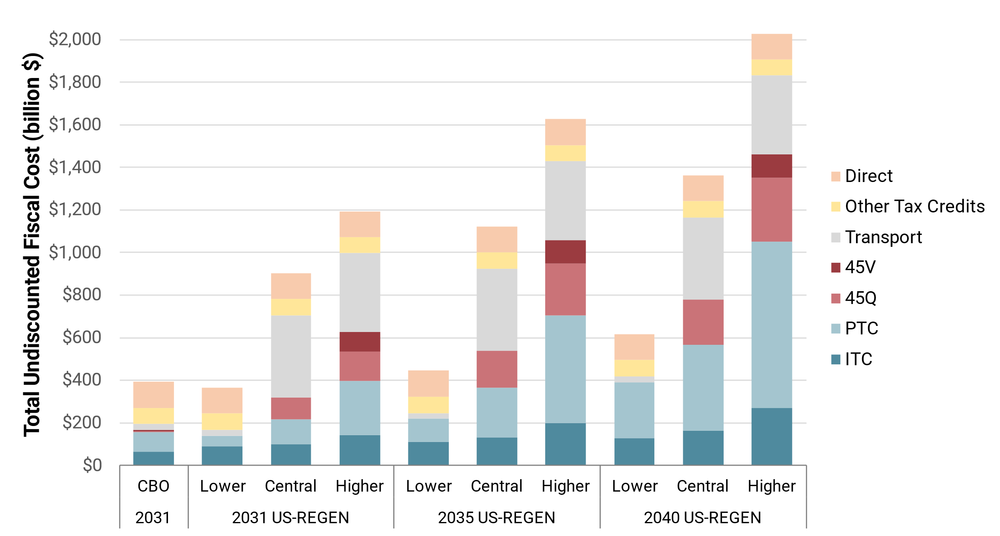 Total Undiscounted Fiscal Cost (billion $)
$2,000
$1,800
$1,600
$1,400
$1,200
$1,000
$800
$600
$400
$200
$0
Direct
Other Tax Credits
Transport
45V
45Q
PTC
ITC
CBO Lower Central Higher Lower Central Higher Lower Central Higher
2031 2031 US-REGEN 2035 US-REGEN 2040 US-REGEN